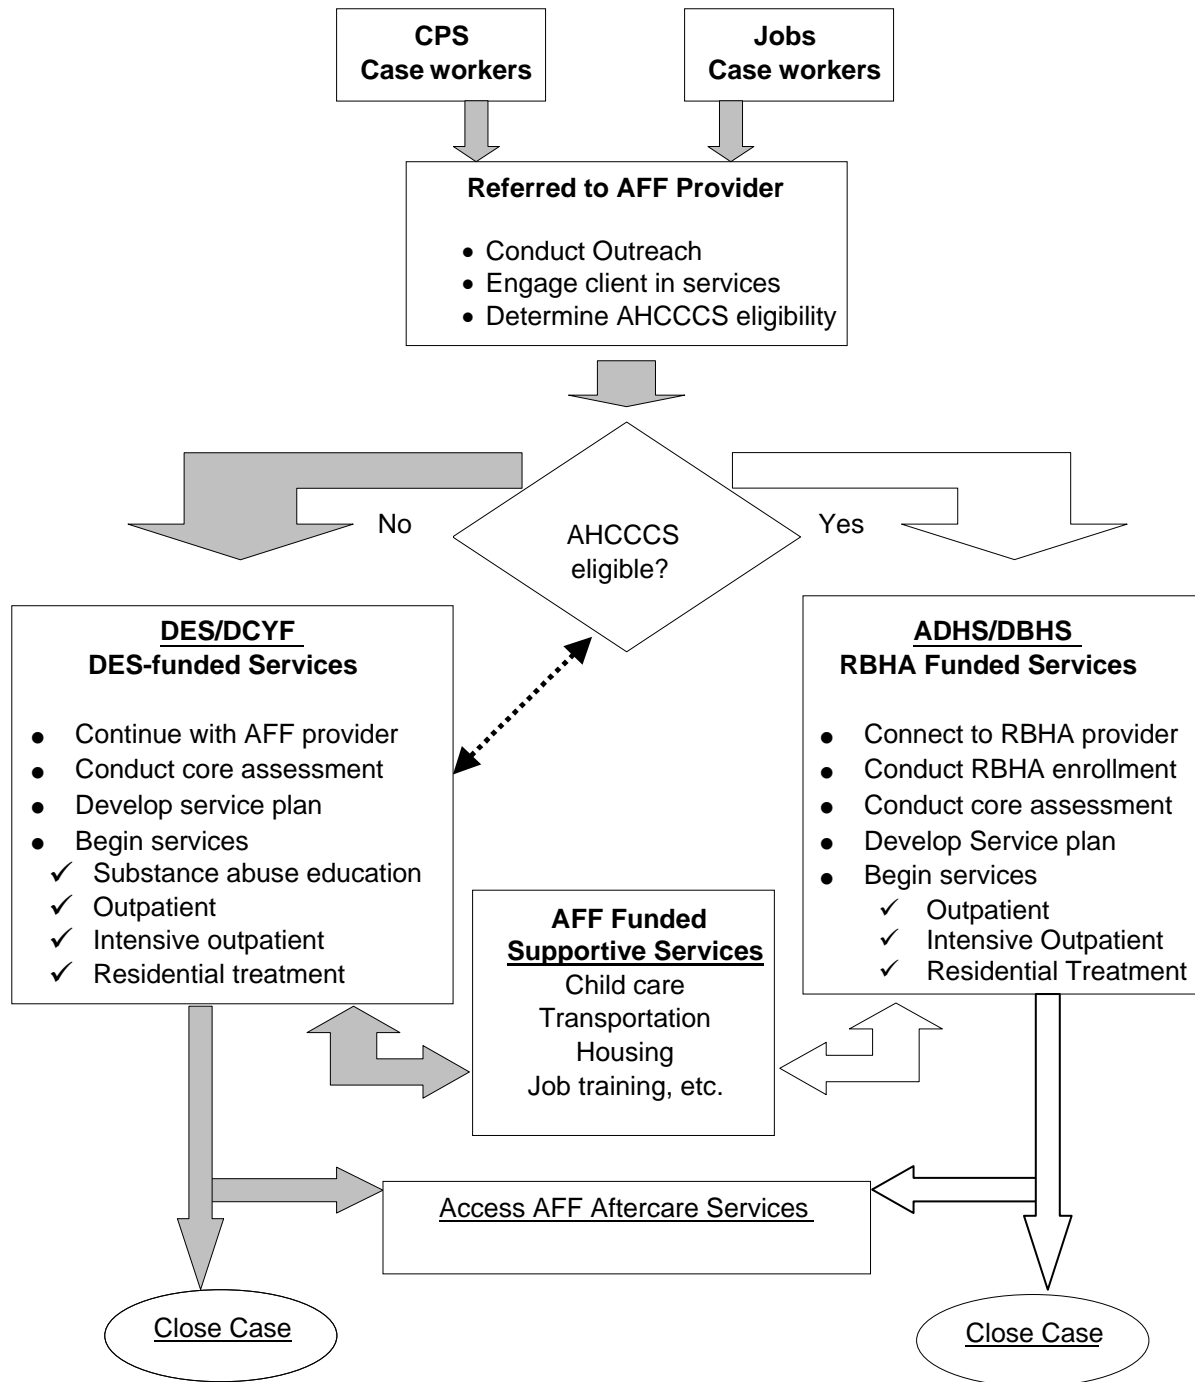 CPS
Case workers
Jobs
Case workers
Referred to AFF Provider
• Conduct Outreach
• Engage client in services
• Determine AHCCCS eligibility
No
AHCCCS
eligible?
Yes
DES/DCYF
DES-funded Services
● Continue with AFF provider
● Conduct core assessment
● Develop service plan
● Begin services
✓ Substance abuse education
✓ Outpatient
✓ Intensive outpatient
✓ Residential treatment
ADHS/DBHS
RBHA Funded Services
● Connect to RBHA provider
● Conduct RBHA enrollment
● Conduct core assessment
● Develop Service plan
● Begin services
✓ Outpatient
✓ Intensive Outpatient
✓ Residential Treatment
AFF Funded
Supportive Services
Child care
Transportation
Housing
Job training, etc.
Access AFF Aftercare Services
Close Case
Close Case